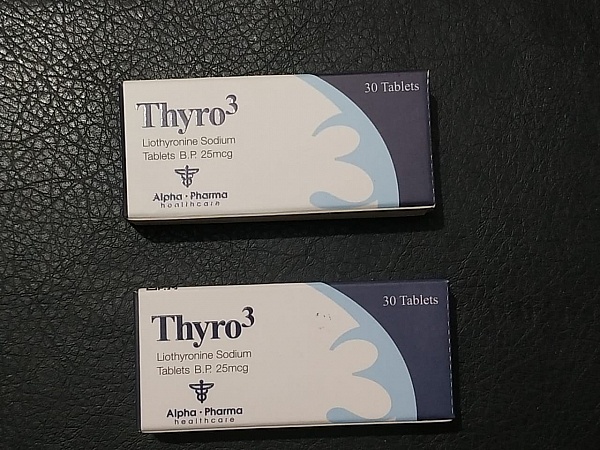 30 Tablets
Thyro3
Liothyronine Sodium
Tablets B.P. 25mcg
Alpha · Pharma
healthcare
30 Tablets
Thyro3
Liothyronine Sodium
Tablets B.P. 25mcg
Alpha · Pharma
healthcare